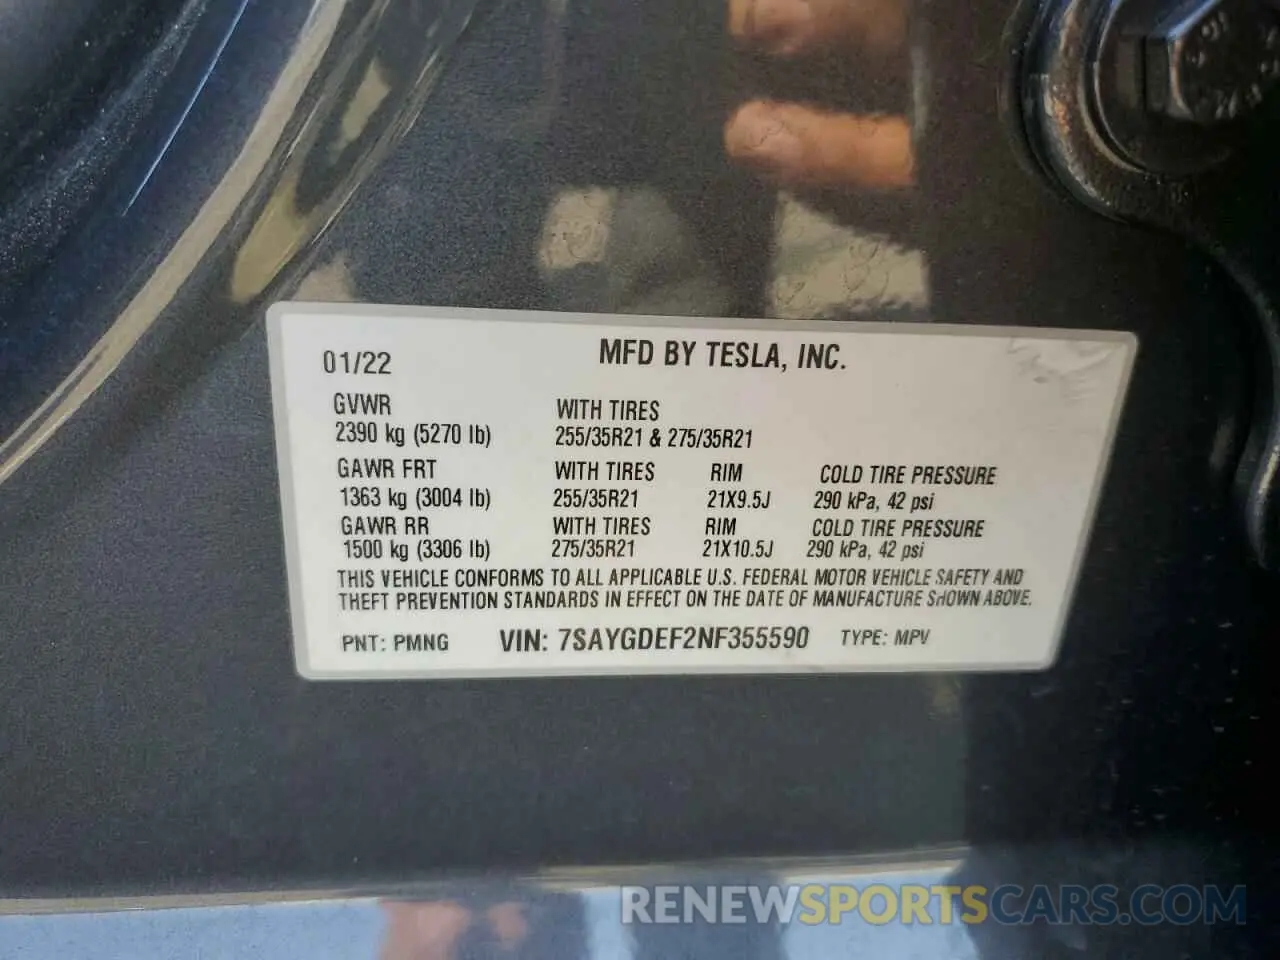 01/22 MFD BY TESLA, INC.
GVWR WITH TIRES
2390 kg (5270 lb) 255/35R21 & 275/35R21
GAWR FRT WITH TIRES RIM COLD TIRE PRESSURE
1363 kg (3004 lb) 255/35R21 21X9.5J 290 kPa, 42 psi
GAWR RR WITH TIRES RIM COLD TIRE PRESSURE
1500 kg (3306 lb) 275/35R21 21X10.5J 290 kPa, 42 psi
THIS VEHICLE CONFORMS TO ALL APPLICABLE U.S. FEDERAL MOTOR VEHICLE SAFETY AND
THEFT PREVENTION STANDARDS IN EFFECT ON THE DATE OF MANUFACTURE SHOWN ABOVE.
PNT: PMNG VIN: 7SAYGDEF2NF355590 TYPE: MPV
RENEWSPORTSCARS.COM